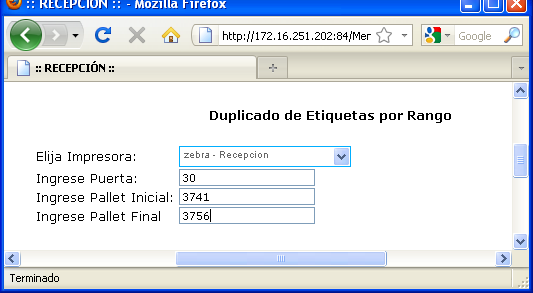 :: RECEPCIÓN :: - Mozilla Firefox
http://172.16.251.202:84/Mer
Google
:: RECEPCIÓN ::
Duplicado de Etiquetas por Rango
Elija Impresora: zebra - Recepcion
Ingrese Puerta: 30
Ingrese Pallet Inicial: 3741
Ingrese Pallet Final 3756
Terminado